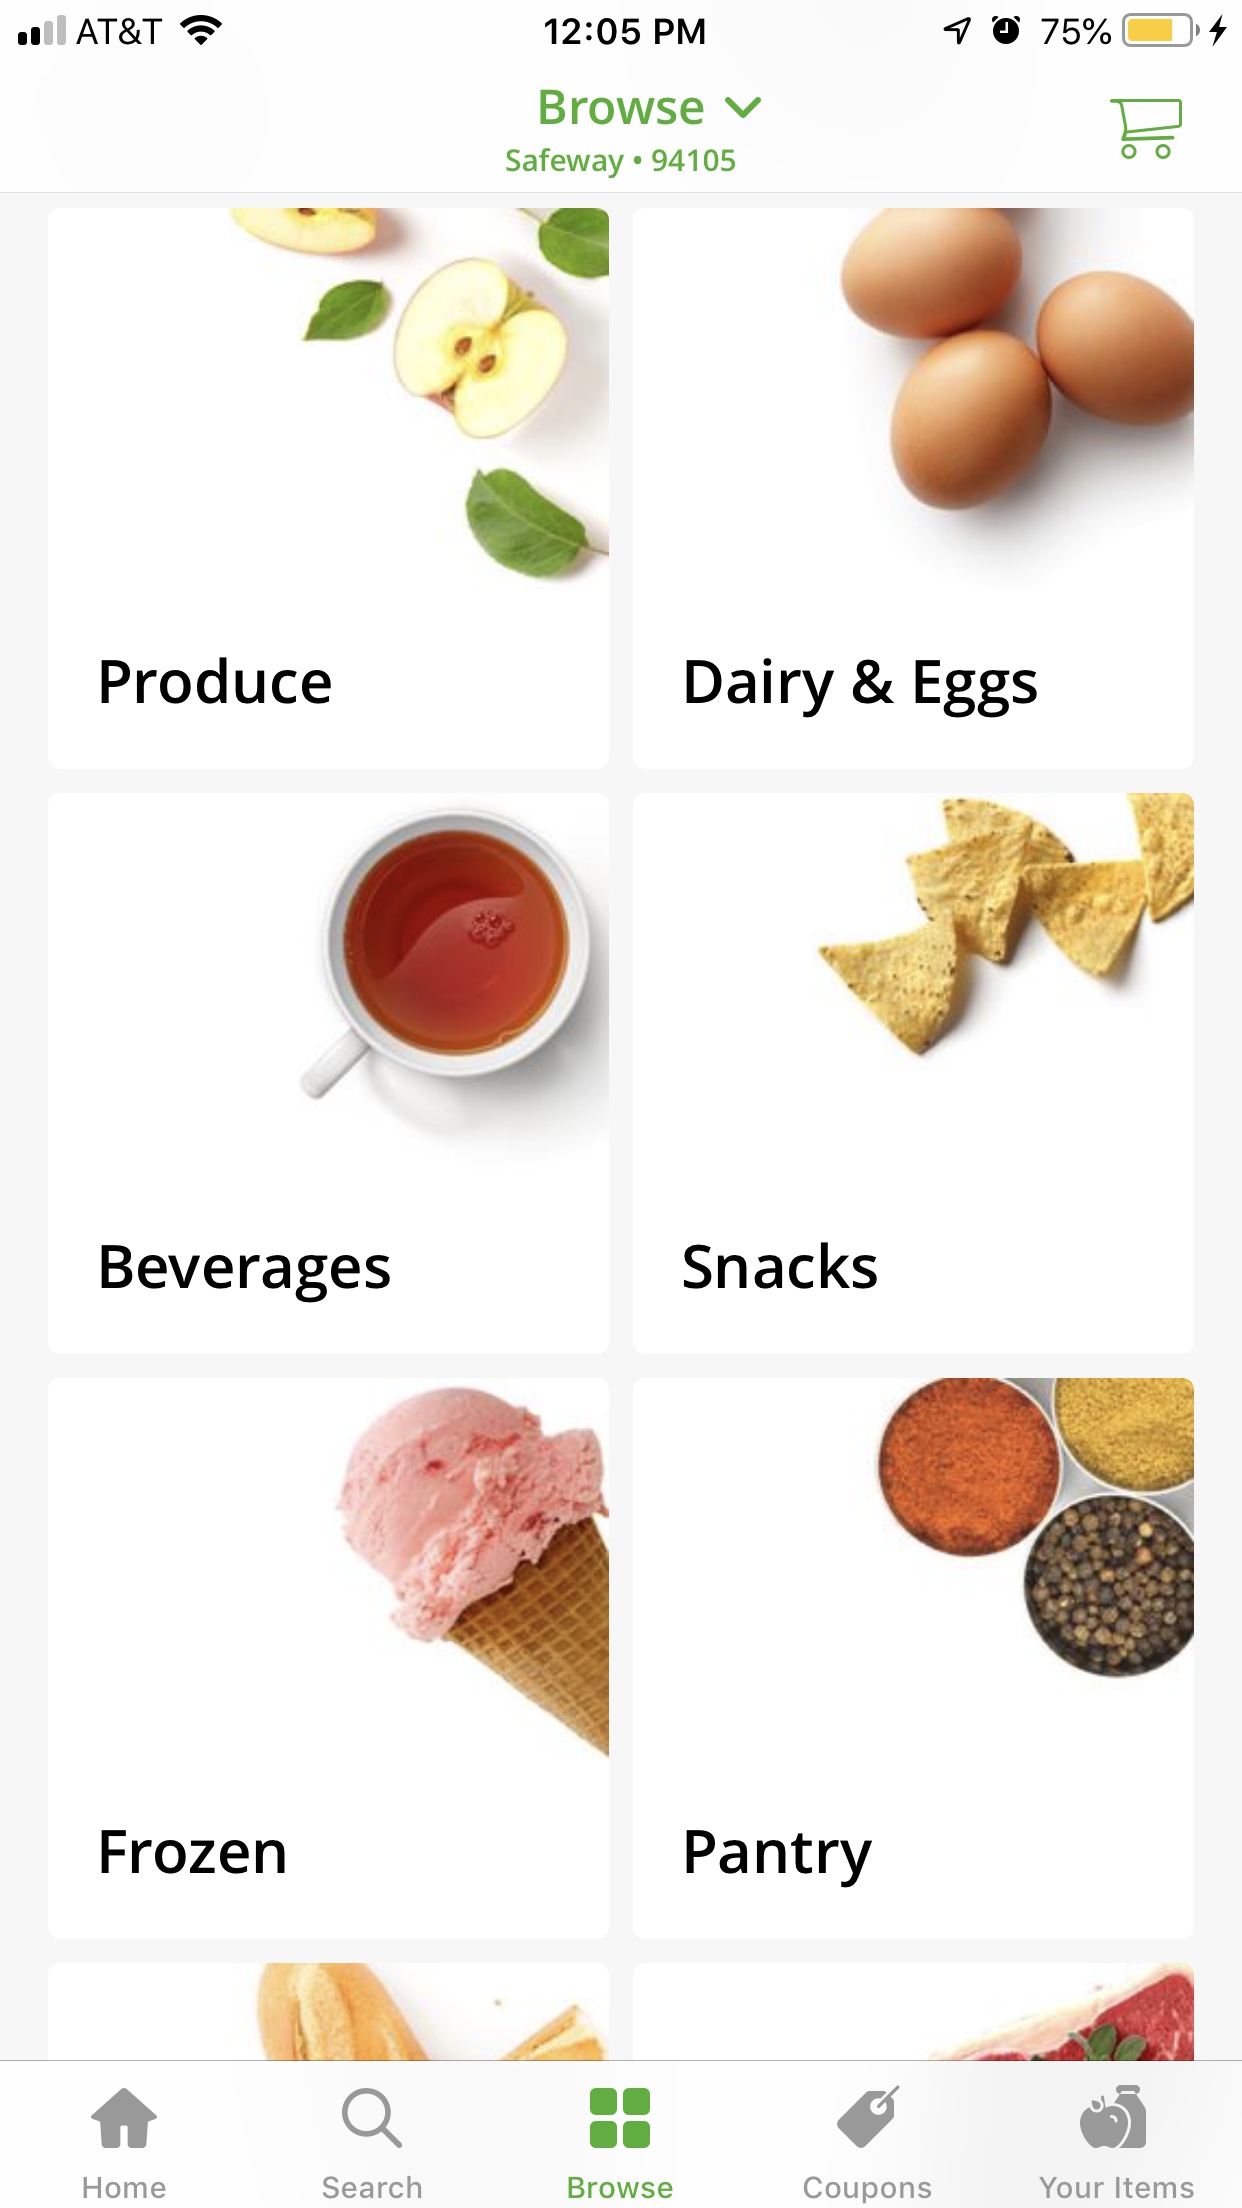 AT&T 12:05 PM 75%
Browse
Safeway • 94105
Produce Dairy & Eggs
Beverages Snacks
Frozen Pantry
Home Search Browse Coupons Your Items